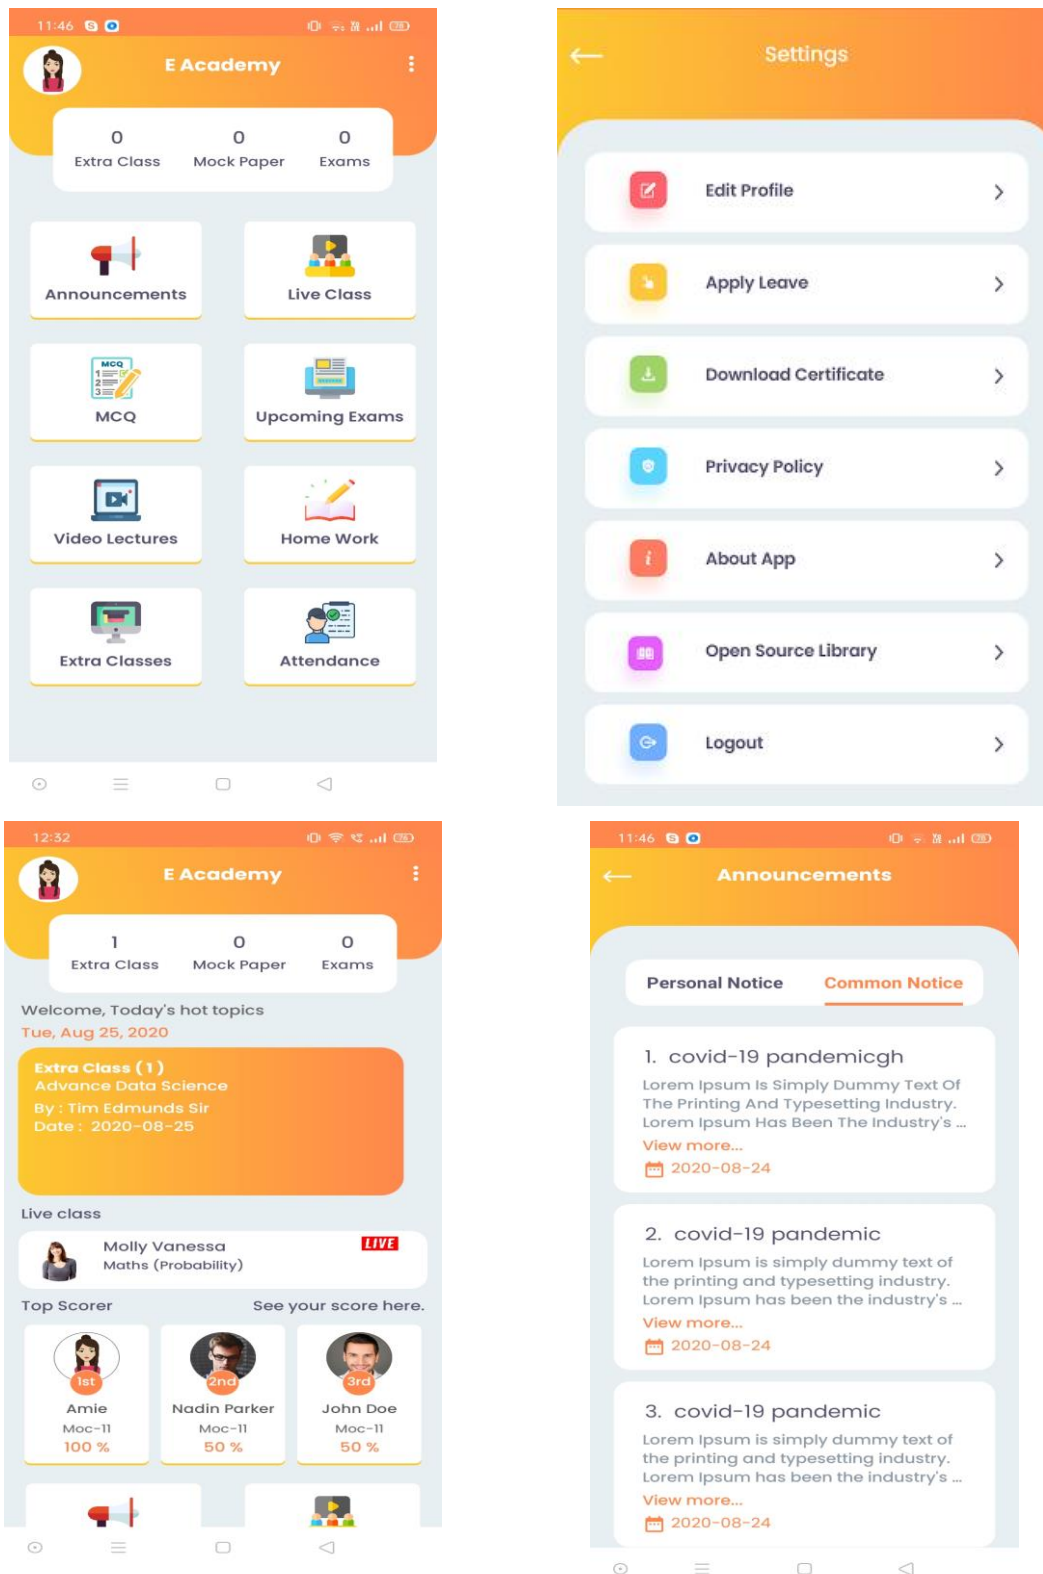 11:46
E Academy
0 0 0
Extra Class Mock Paper Exams
Announcements Live Class
MCQ
1
2
3
MCQ Upcoming Exams
Video Lectures Home Work
Extra Classes Attendance
Settings
Edit Profile
Apply Leave
Download Certificate
Privacy Policy
About App
Open Source Library
Logout
12:32
E Academy
1 0 0
Extra Class Mock Paper Exams
Welcome, Today's hot topics
Tue, Aug 25, 2020
Extra Class ( 1 )
Advance Data Science
By : Tim Edmunds Sir
Date : 2020-08-25
Live class
Molly Vanessa LIVE
Maths (Probability)
Top Scorer See your score here.
1st 2nd 3rd
Amie Nadin Parker John Doe
Moc-11 Moc-11 Moc-11
100 % 50 % 50 %
11:46
Announcements
Personal Notice Common Notice
1. covid-19 pandemicgh
Lorem Ipsum Is Simply Dummy Text Of
The Printing And Typesetting Industry.
Lorem Ipsum Has Been The Industry's ...
View more...
2020-08-24
2. covid-19 pandemic
Lorem Ipsum is simply dummy text of
the printing and typesetting industry.
Lorem Ipsum has been the industry's ...
View more...
2020-08-24
3. covid-19 pandemic
Lorem Ipsum is simply dummy text of
the printing and typesetting industry.
Lorem Ipsum has been the industry's ...
View more...
2020-08-24